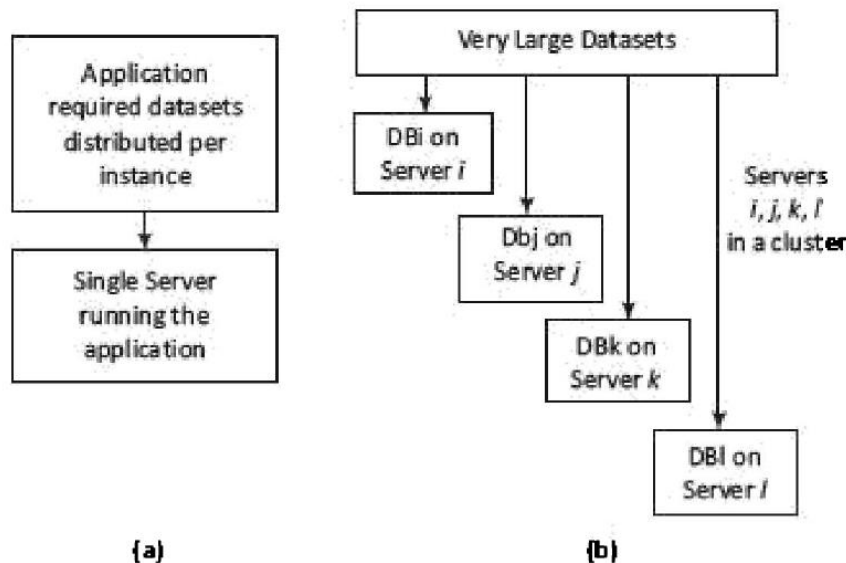 Application
required datasets
distributed per
instance
Single Server
running the
application
(a)
Very Large Datasets
DBi on
Server i
Dbj on
Server j
DBk on
Server k
DBl on
Server l
Servers
i, j, k, l
in a cluster
(b)